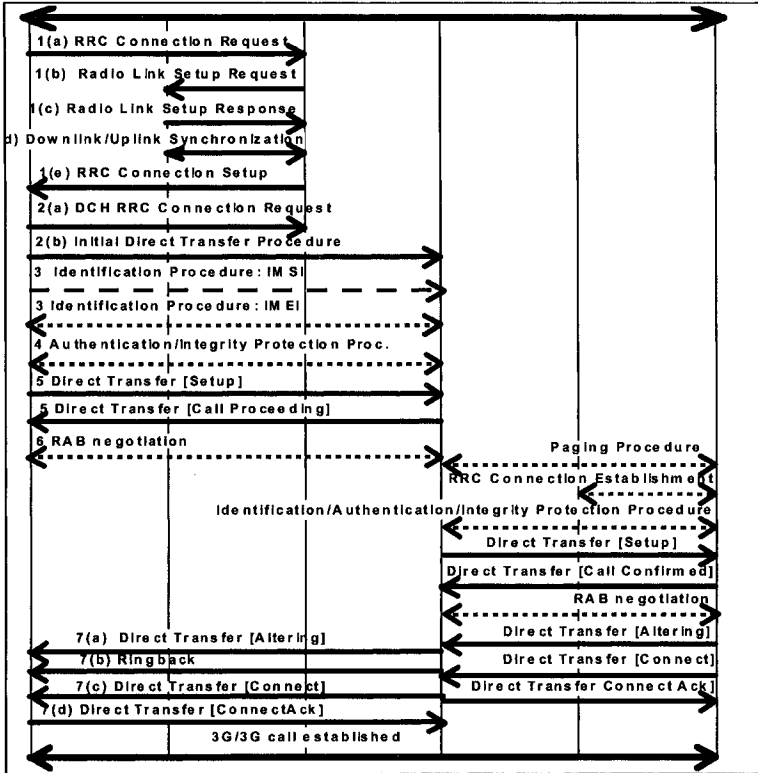 1(a) RRC Connection Request
1(b) Radio Link Setup Request
1(c) Radio Link Setup Response
d) Downlink/Uplink Synchronization
1(e) RRC Connection Setup
2(a) DCH RRC Connection Request
2(b) Initial Direct Transfer Procedure
3 Identification Procedure: IMSI
3 Identification Procedure: IMEI
4 Authentication/Integrity Protection Proc.
5 Direct Transfer [Setup]
5 Direct Transfer [Call Proceeding]
6 RAB negotiation
Paging Procedure
RRC Connection Establishment
Identification/Authentication/Integrity Protection Procedure
Direct Transfer [Setup]
Direct Transfer [Call Confirmed]
RAB negotiation
7(a) Direct Transfer [Altering]
Direct Transfer [Altering]
7(b) Ringback
Direct Transfer [Connect]
7(c) Direct Transfer [Connect]
Direct Transfer ConnectAck]
7(d) Direct Transfer [ConnectAck]
3G/3G call established